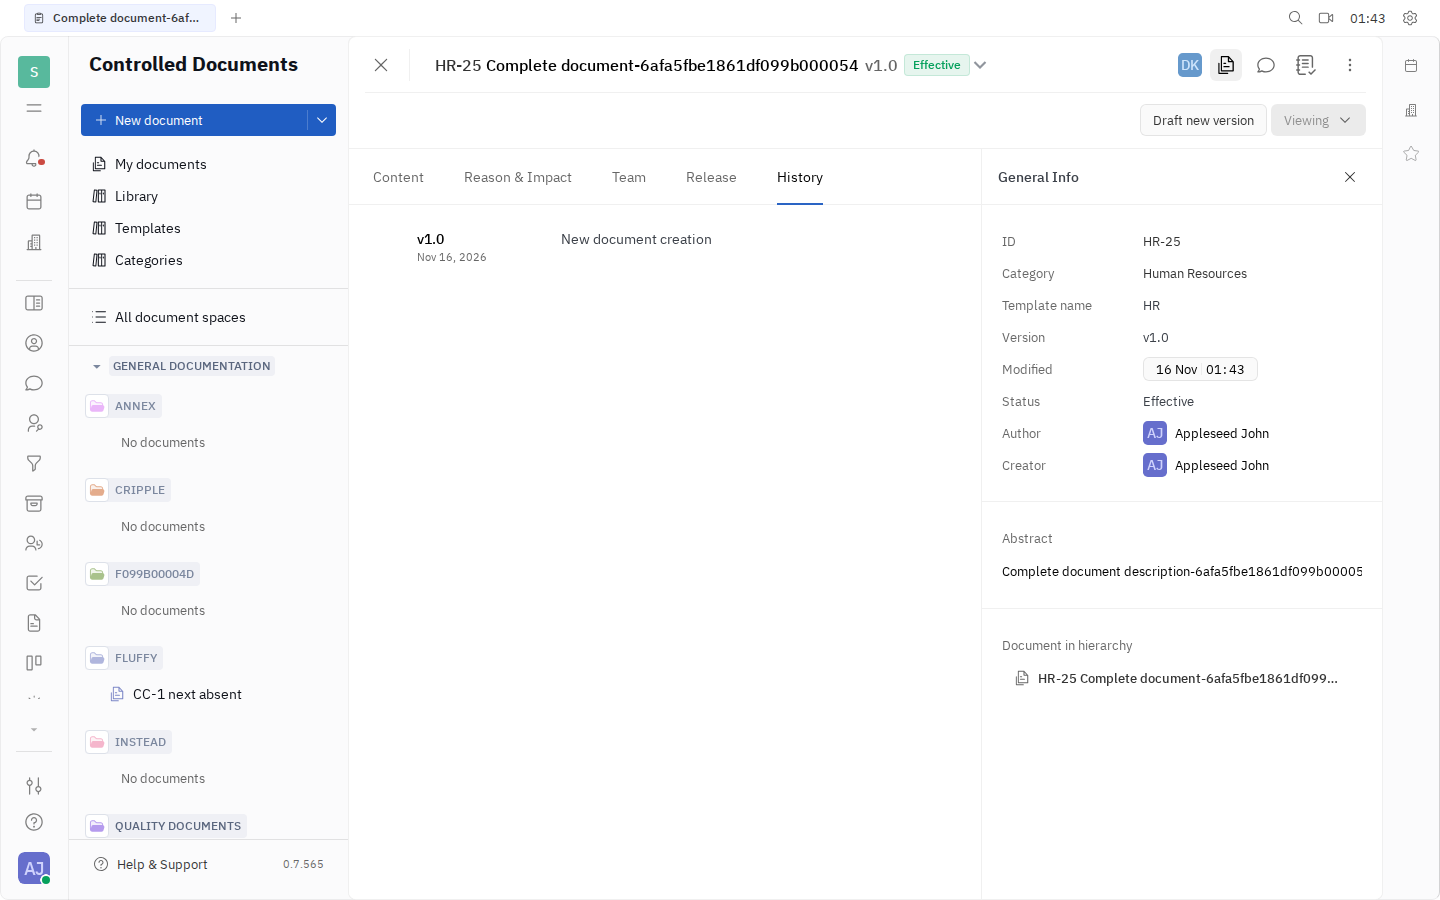 Complete document-6af...
01:43
S
Controlled Documents
New document
My documents
Library
Templates
Categories
All document spaces
GENERAL DOCUMENTATION
ANNEX
No documents
CRIPPLE
No documents
F099B00004D
No documents
FLUFFY
CC-1 next absent
INSTEAD
No documents
QUALITY DOCUMENTS
Help & Support 0.7.565
AJ
HR-25 Complete document-6afa5fbe1861df099b000054 v1.0 Effective
DK
Draft new version
Viewing
Content Reason & Impact Team Release History
v1.0 New document creation
Nov 16, 2026
General Info
ID HR-25
Category Human Resources
Template name HR
Version v1.0
Modified 16 Nov 01:43
Status Effective
Author AJ Appleseed John
Creator AJ Appleseed John
Abstract
Complete document description-6afa5fbe1861df099b00005
Document in hierarchy
HR-25 Complete document-6afa5fbe1861df099...